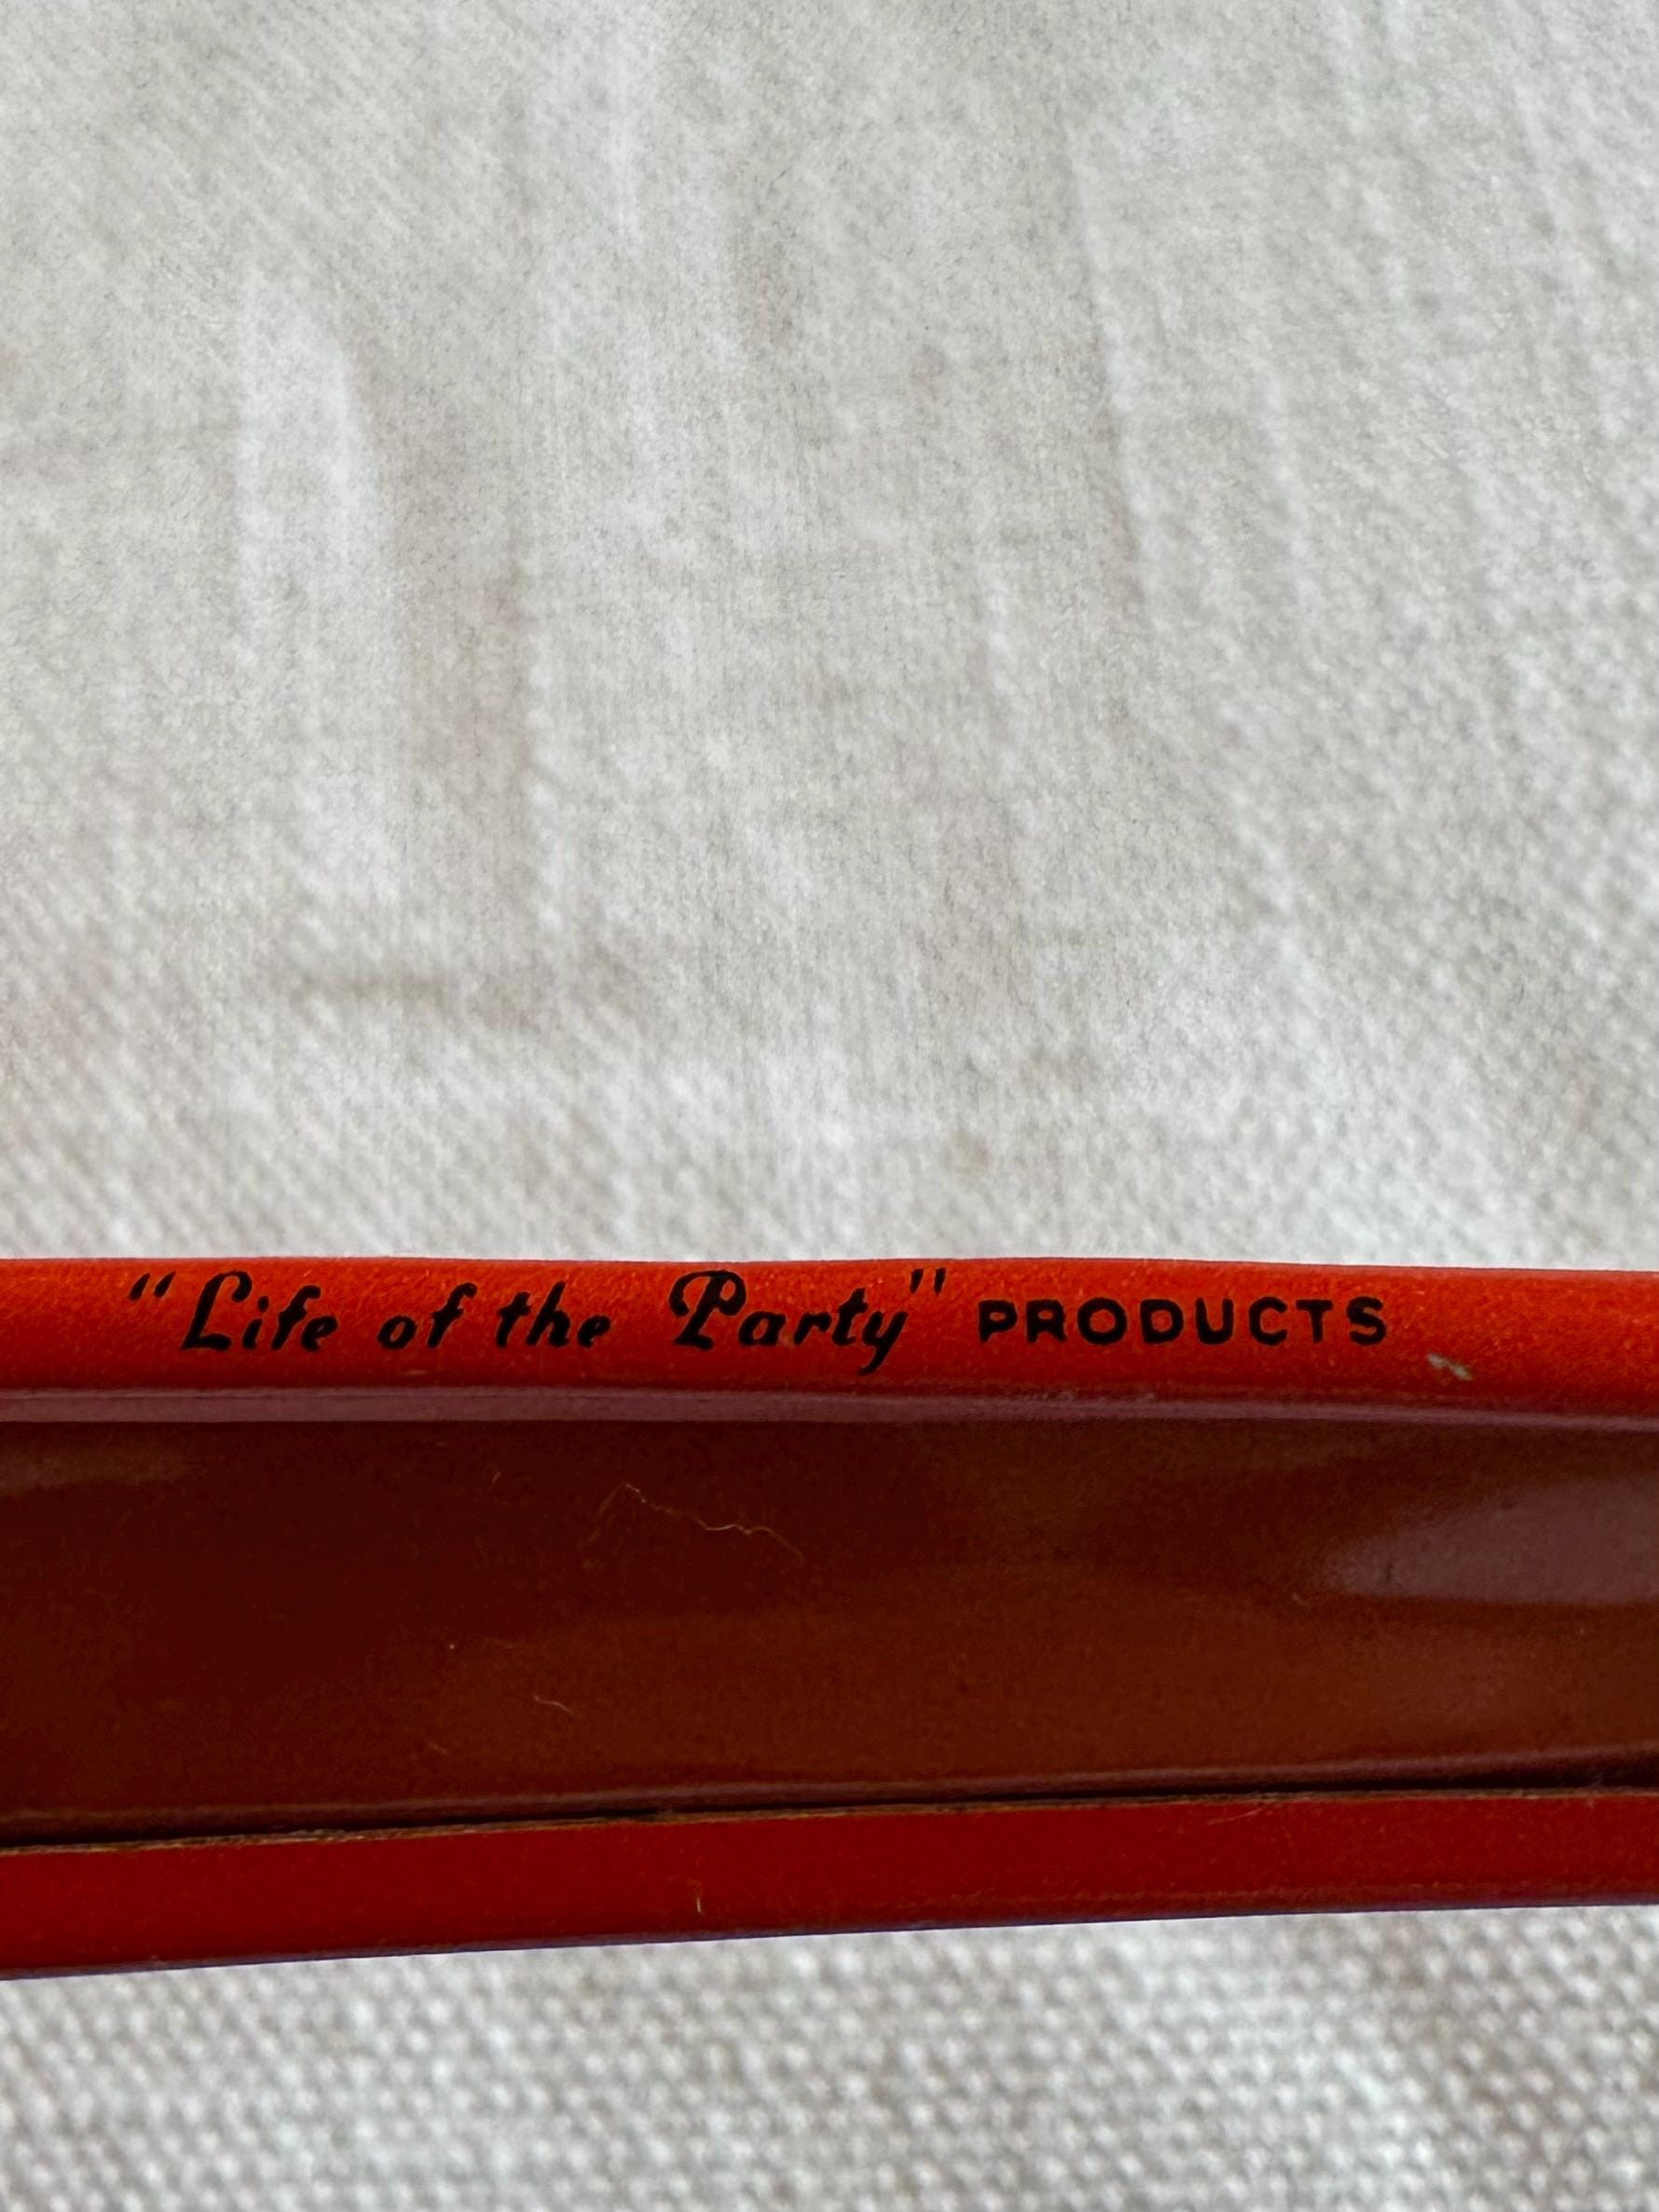 "Life of the Party" PRODUCTS